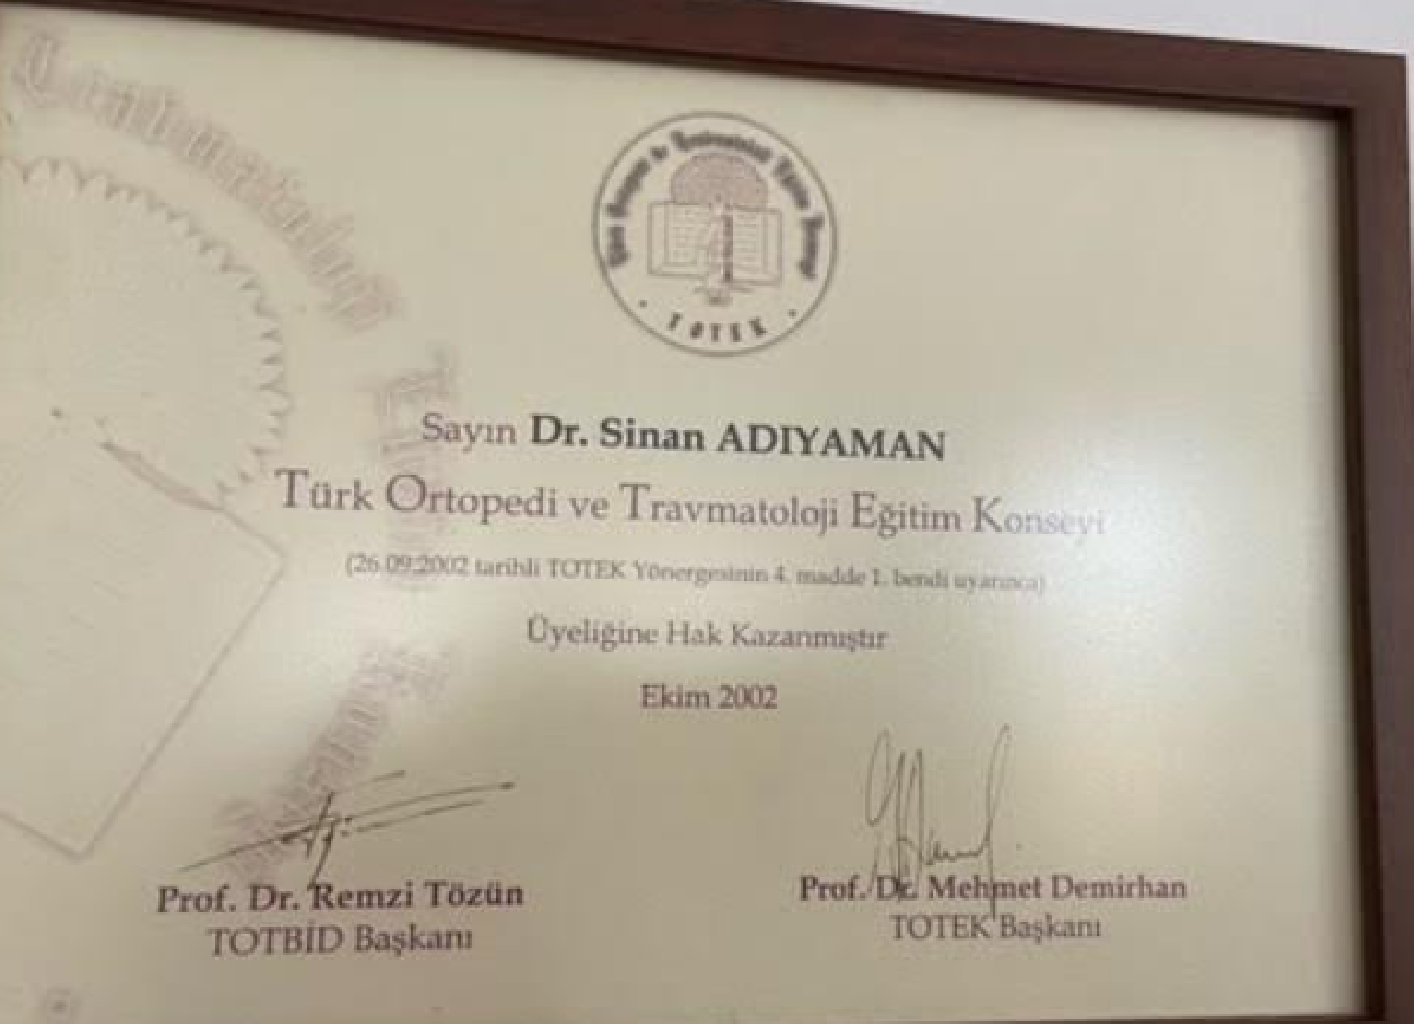 TOTEK
Sayın Dr. Sinan ADIYAMAN
Türk Ortopedi ve Travmatoloji Eğitim Konseyi
(26.09.2002 tarihli TOTEK Yönergesinin 4. madde 1. bendi uyarınca)
Üyeliğine Hak Kazanmıştır
Ekim 2002
Prof. Dr. Remzi Tözün
TOTBİD Başkanı
Prof. Dr. Mehmet Demirhan
TOTEK Başkanı